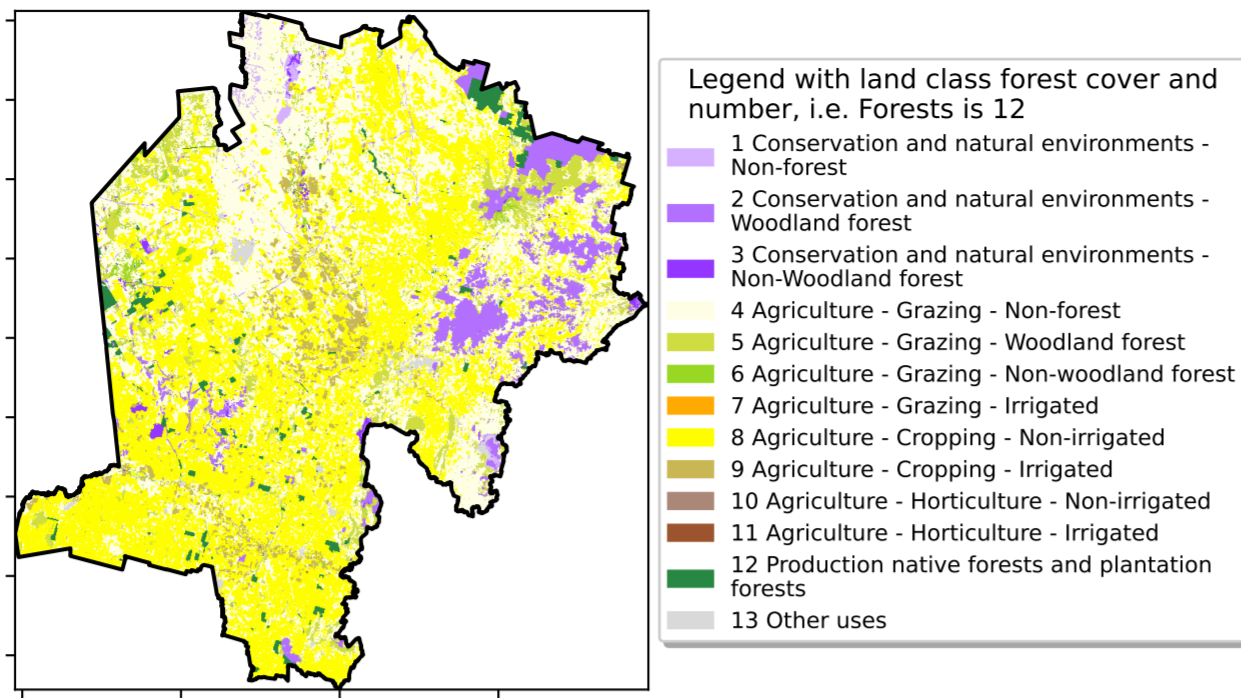 Legend with land class forest cover and
number, i.e. Forests is 12
1 Conservation and natural environments -
Non-forest
2 Conservation and natural environments -
Woodland forest
3 Conservation and natural environments -
Non-Woodland forest
4 Agriculture - Grazing - Non-forest
5 Agriculture - Grazing - Woodland forest
6 Agriculture - Grazing - Non-woodland forest
7 Agriculture - Grazing - Irrigated
8 Agriculture - Cropping - Non-irrigated
9 Agriculture - Cropping - Irrigated
10 Agriculture - Horticulture - Non-irrigated
11 Agriculture - Horticulture - Irrigated
12 Production native forests and plantation
forests
13 Other uses